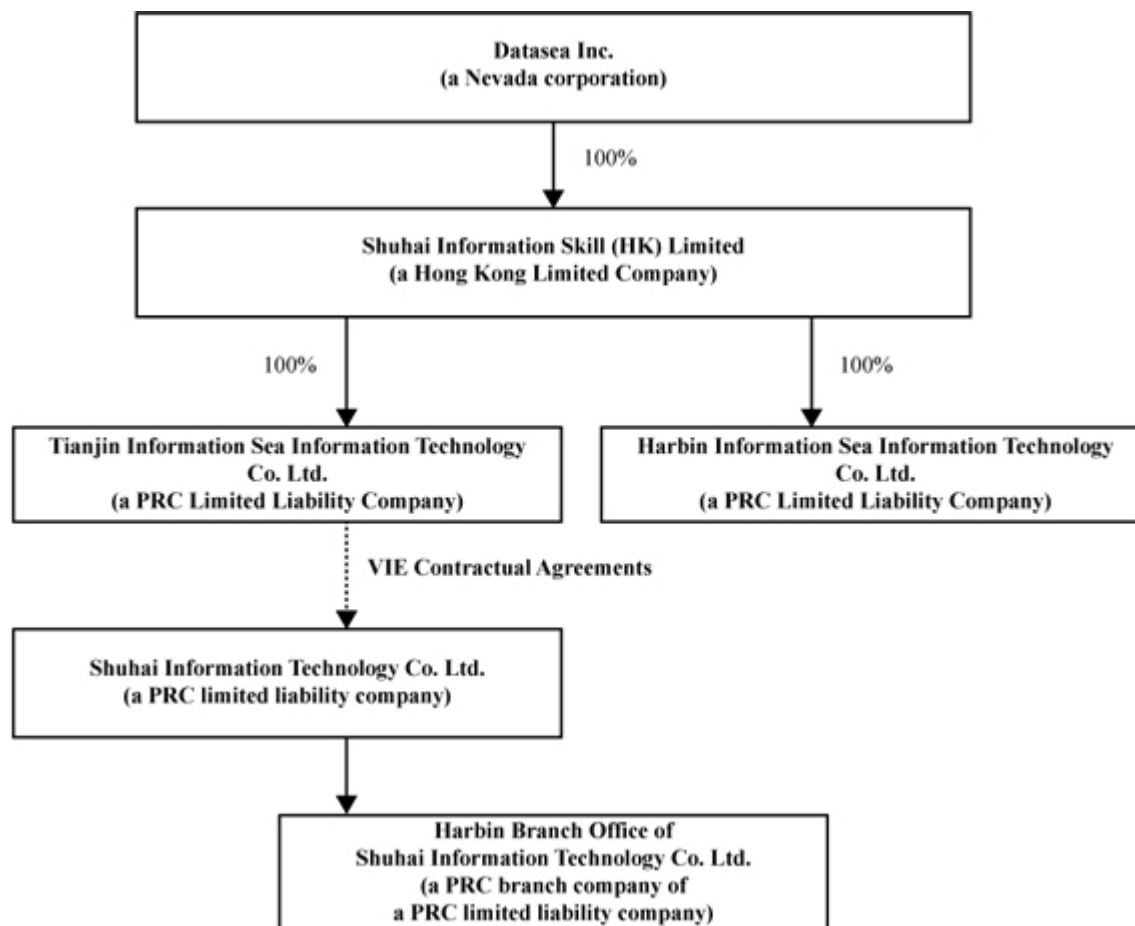 Datasea Inc.
(a Nevada corporation)
100%
Shuhai Information Skill (HK) Limited
(a Hong Kong Limited Company)
100%
100%
Tianjin Information Sea Information Technology
Co. Ltd.
(a PRC Limited Liability Company)
Harbin Information Sea Information Technology
Co. Ltd.
(a PRC Limited Liability Company)
VIE Contractual Agreements
Shuhai Information Technology Co. Ltd.
(a PRC limited liability company)
Harbin Branch Office of
Shuhai Information Technology Co. Ltd.
(a PRC branch company of
a PRC limited liability company)